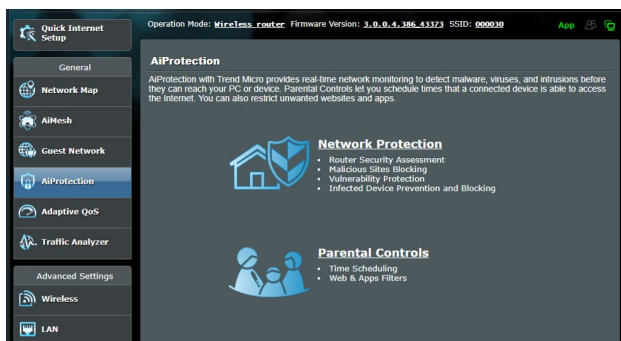 Quick Internet
Setup
Operation Mode: Wireless router Firmware Version: 3.0.0.4.386_43373 SSID: 000030
App
General
Network Map
AiMesh
Guest Network
AiProtection
Adaptive QoS
Traffic Analyzer
Advanced Settings
Wireless
LAN
AiProtection
AiProtection with Trend Micro provides real-time network monitoring to detect malware, viruses, and intrusions before
they can reach your PC or device. Parental Controls let you schedule times that a connected device is able to access
the Internet. You can also restrict unwanted websites and apps.
Network Protection
• Router Security Assessment
• Malicious Sites Blocking
• Vulnerability Protection
• Infected Device Prevention and Blocking
Parental Controls
• Time Scheduling
• Web & Apps Filters